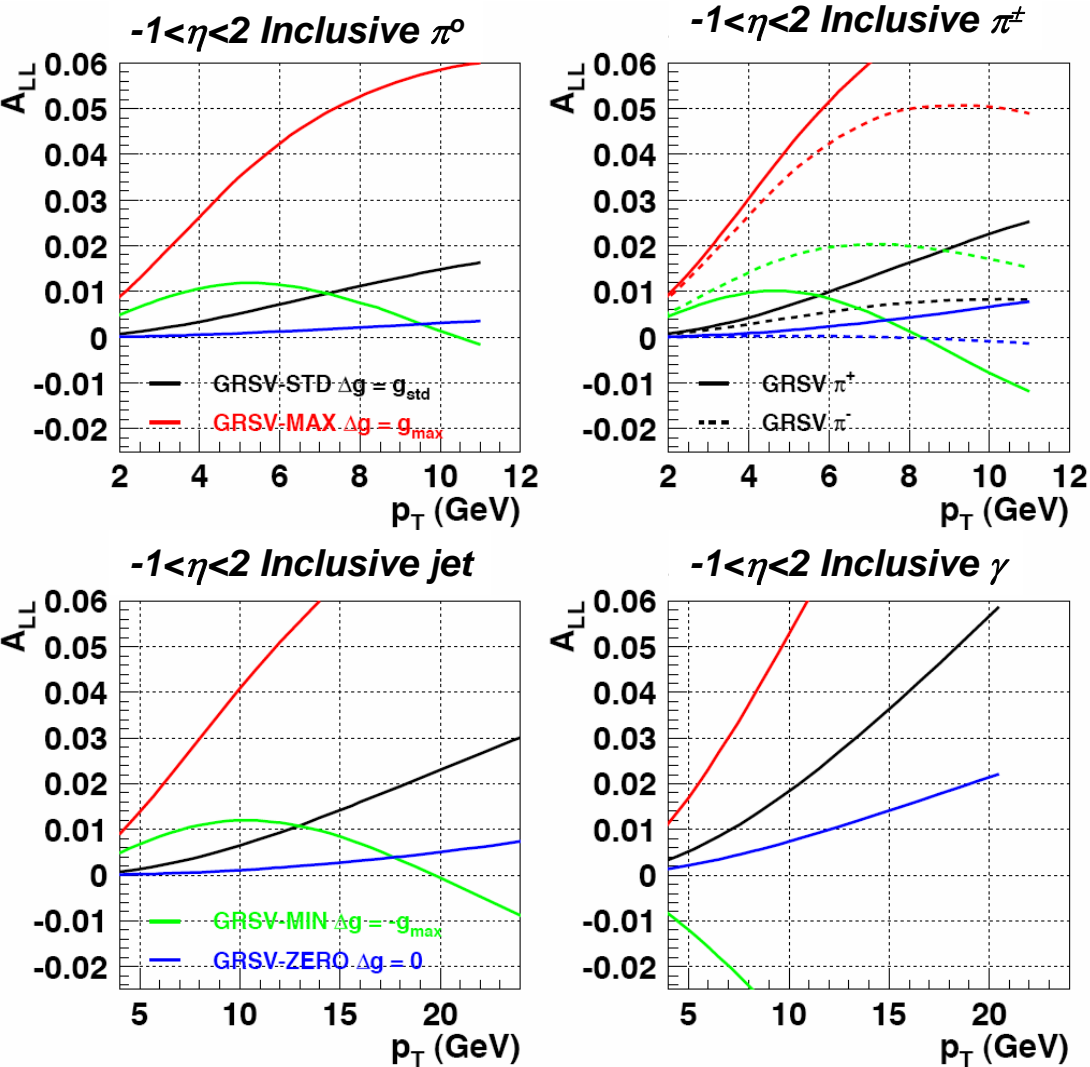 -1<η<2 Inclusive π⁰
A_LL
0.06
0.05
0.04
0.03
0.02
0.01
0
-0.01
-0.02
GRSV-STD Δg = g_std
GRSV-MAX Δg = g_max
2 4 6 8 10 12
p_T (GeV)
-1<η<2 Inclusive π±
A_LL
0.06
0.05
0.04
0.03
0.02
0.01
0
-0.01
-0.02
GRSV π⁺
GRSV π⁻
2 4 6 8 10 12
p_T (GeV)
-1<η<2 Inclusive jet
A_LL
0.06
0.05
0.04
0.03
0.02
0.01
0
-0.01
-0.02
GRSV-MIN Δg = -g_max
GRSV-ZERO Δg = 0
5 10 15 20
p_T (GeV)
-1<η<2 Inclusive γ
A_LL
0.06
0.05
0.04
0.03
0.02
0.01
0
-0.01
-0.02
5 10 15 20
p_T (GeV)